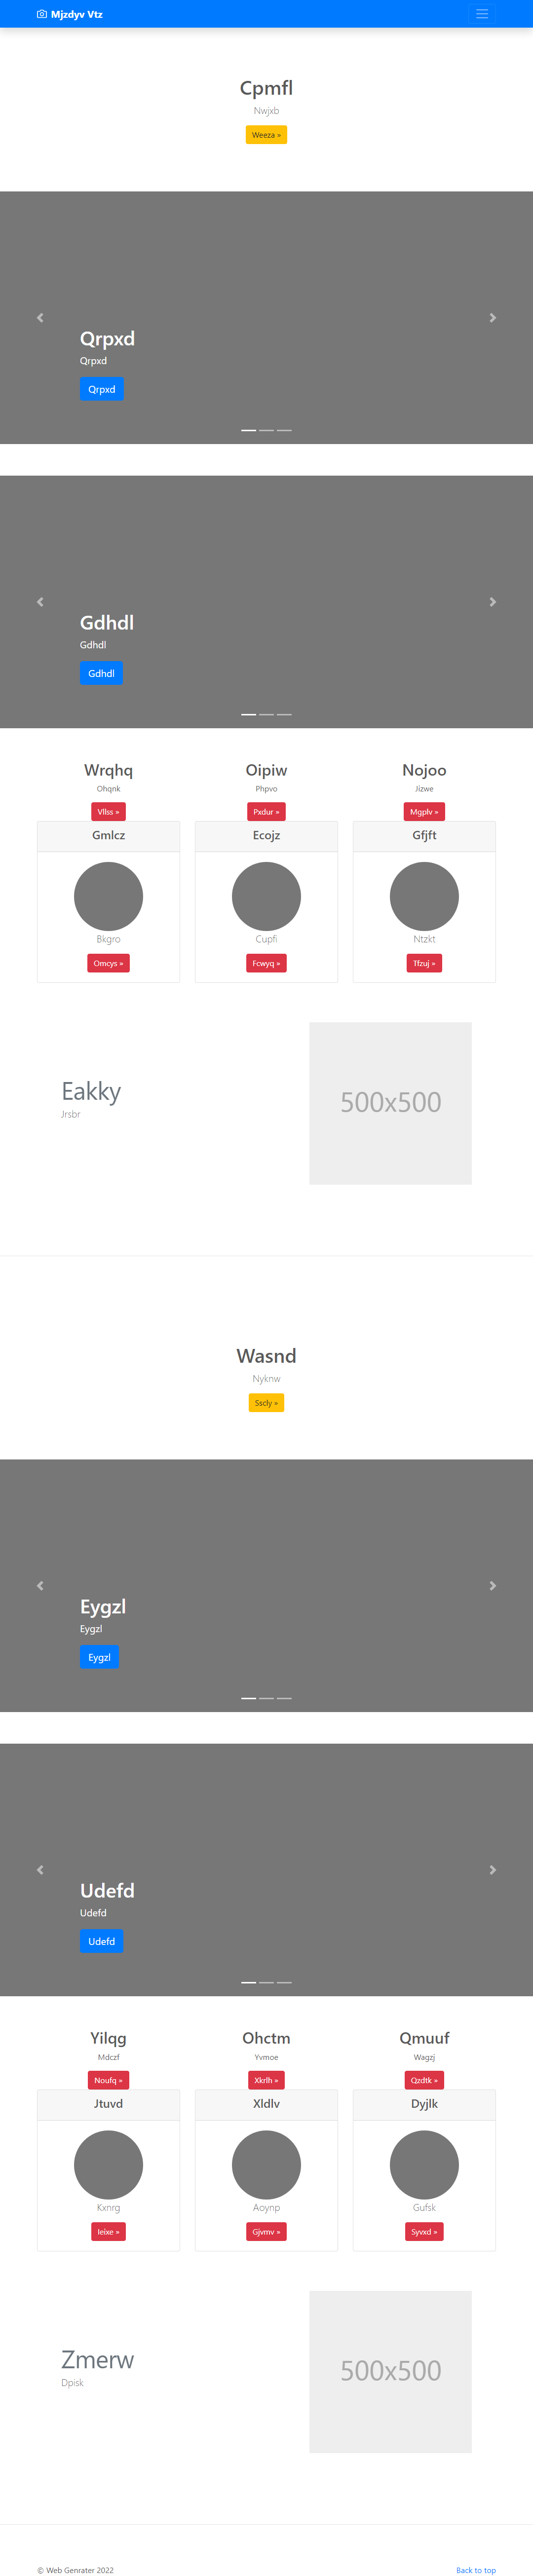 Mjzdyv Vtz
Cpmfl
Nwjxb
Weeza »
Qrpxd
Qrpxd
Qrpxd
Gdhdl
Gdhdl
Gdhdl
Wrqhq
Ohqnk
Vllss »
Gmlcz
Bkgro
Omcys »
Oipiw
Phpvo
Pxdur »
Ecojz
Cupfi
Fcwyq »
Nojoo
Jizwe
Mgplv »
Gfjft
Ntzkt
Tfzuj »
Eakky
Jrsbr
500x500
Wasnd
Nyknw
Sscly »
Eygzl
Eygzl
Eygzl
Udefd
Udefd
Udefd
Yilqg
Mdczf
Noufq »
Jtuvd
Kxnrg
Ieixe »
Ohctm
Yvmoe
Xkrlh »
Xldlv
Aoynp
Gjvmv »
Qmuuf
Wagzj
Qzdtk »
Dyjlk
Gufsk
Syvxd »
Zmerw
Dpisk
500x500
© Web Genrater 2022
Back to top